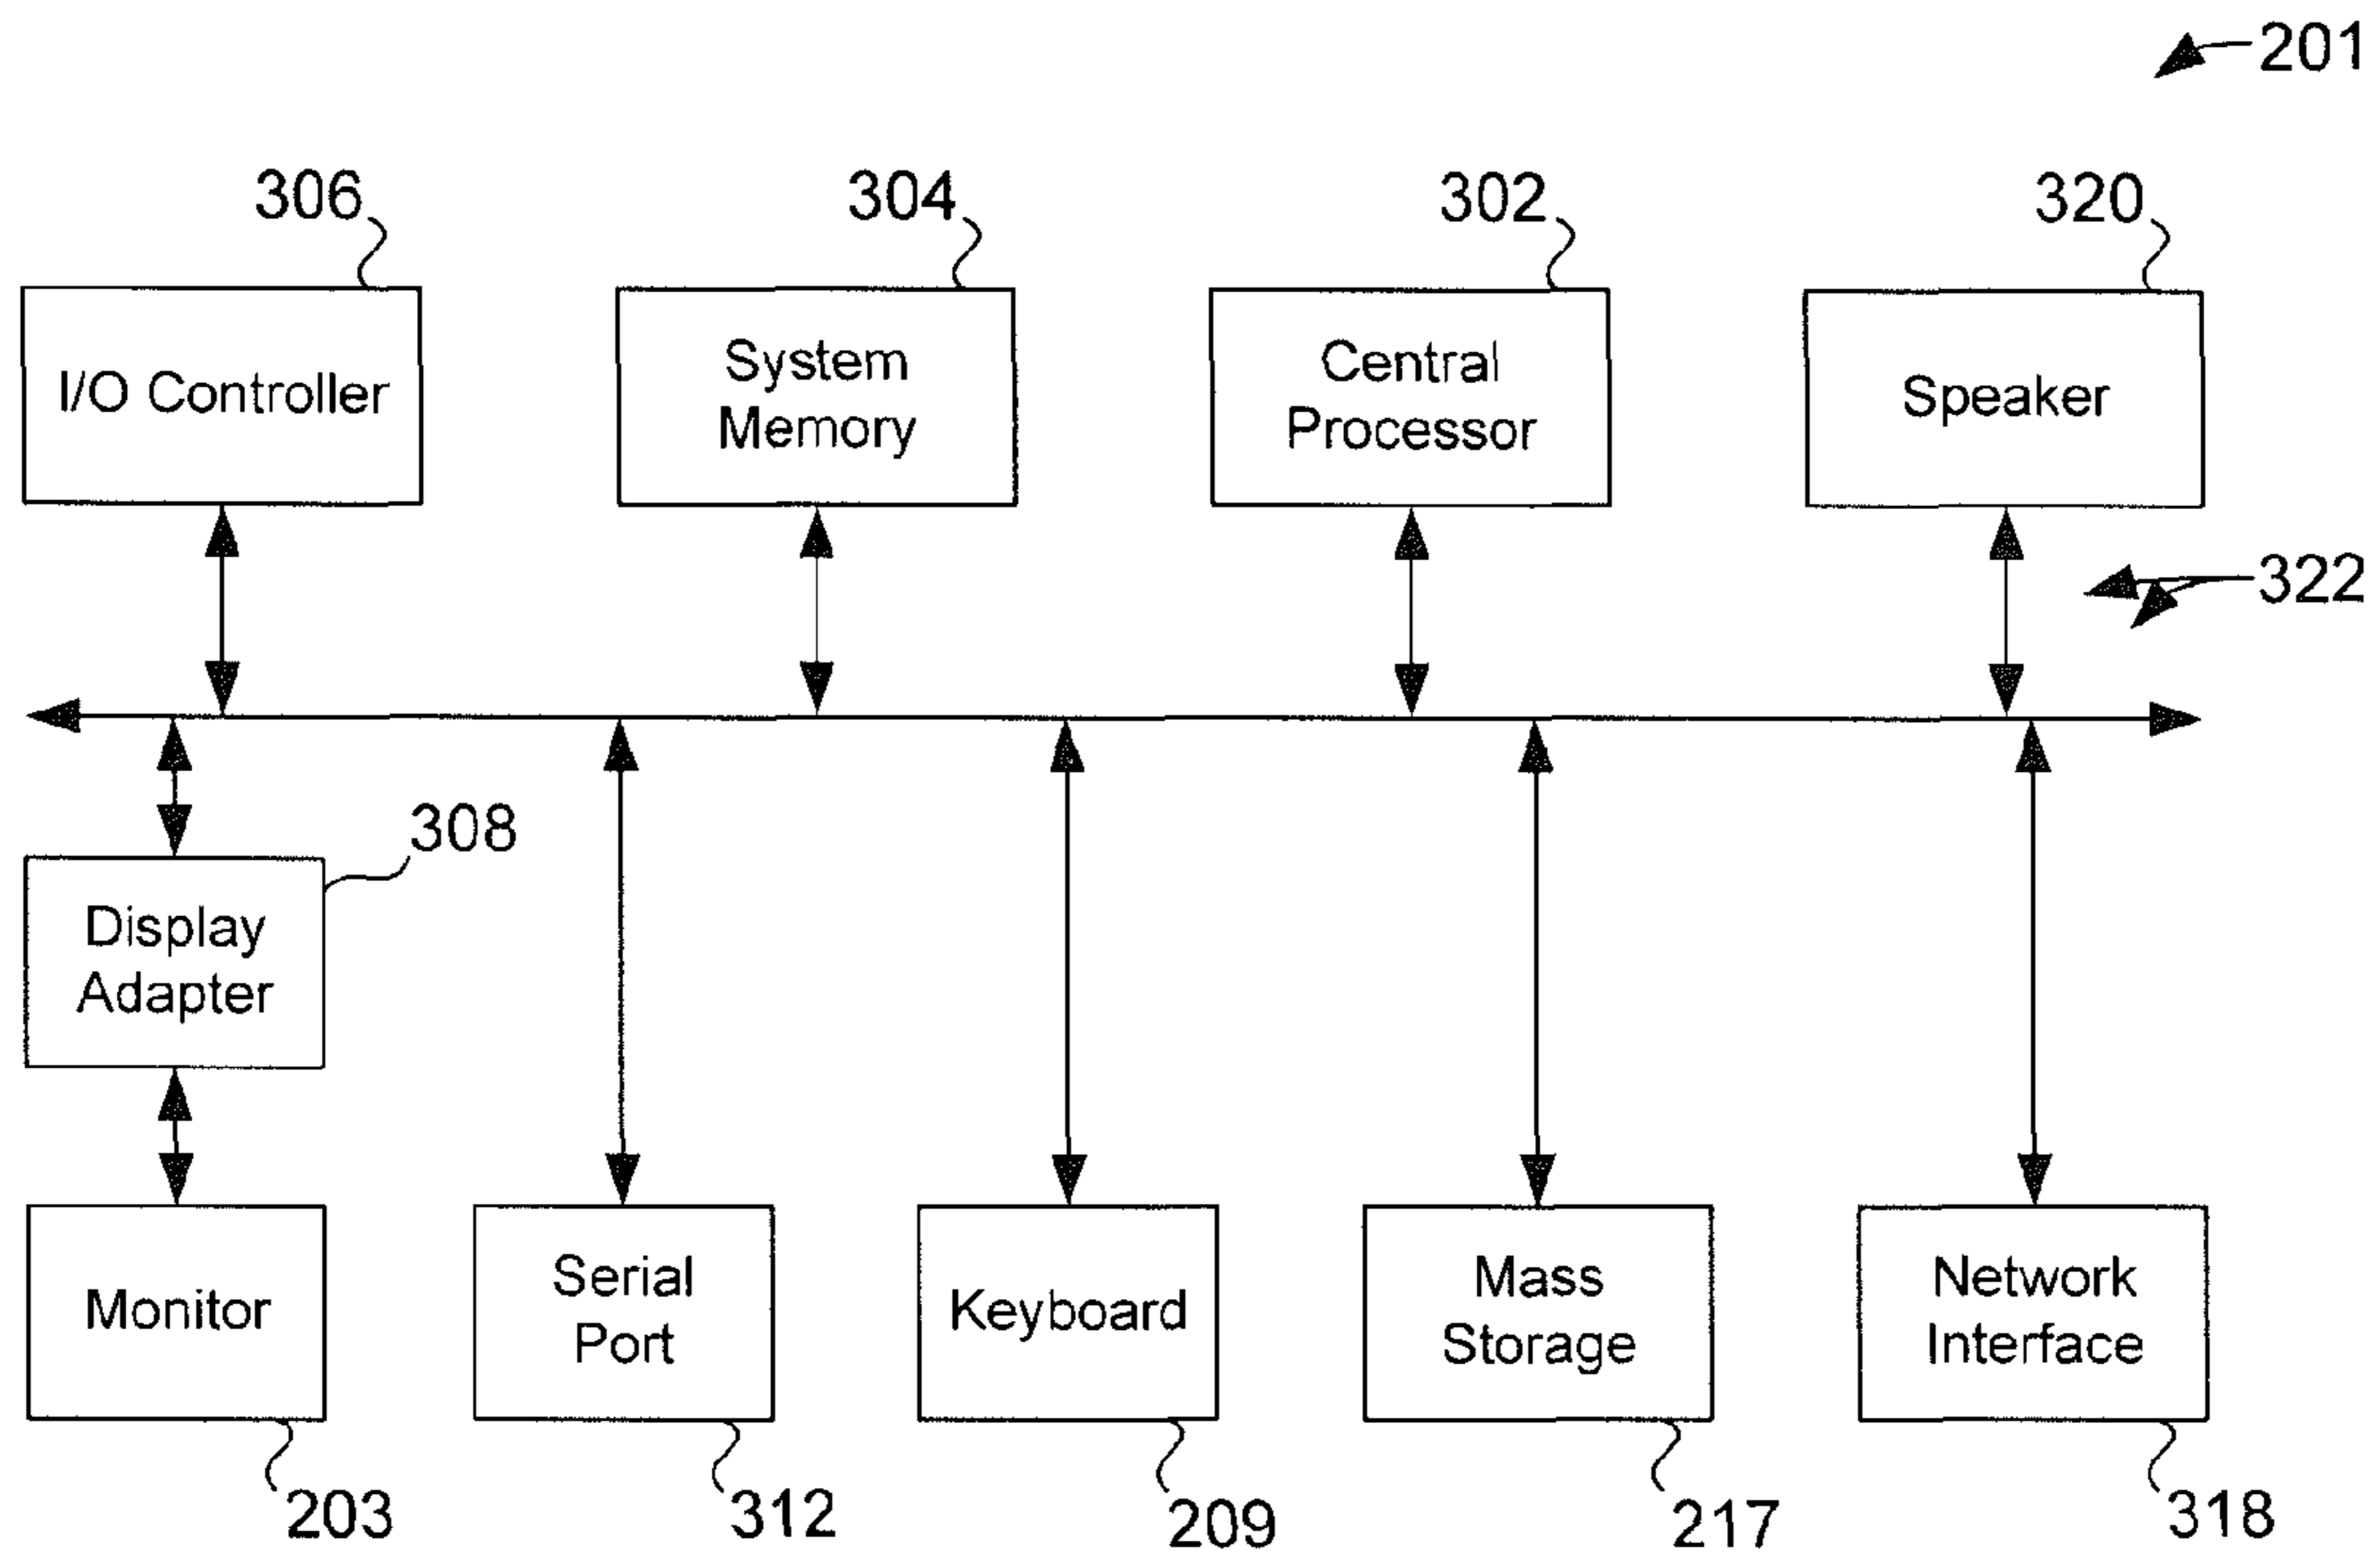 201
306
304
302
320
I/O Controller
System
Memory
Central
Processor
Speaker
322
308
Display
Adapter
Monitor
Serial
Port
Keyboard
Mass
Storage
Network
Interface
203
312
209
217
318